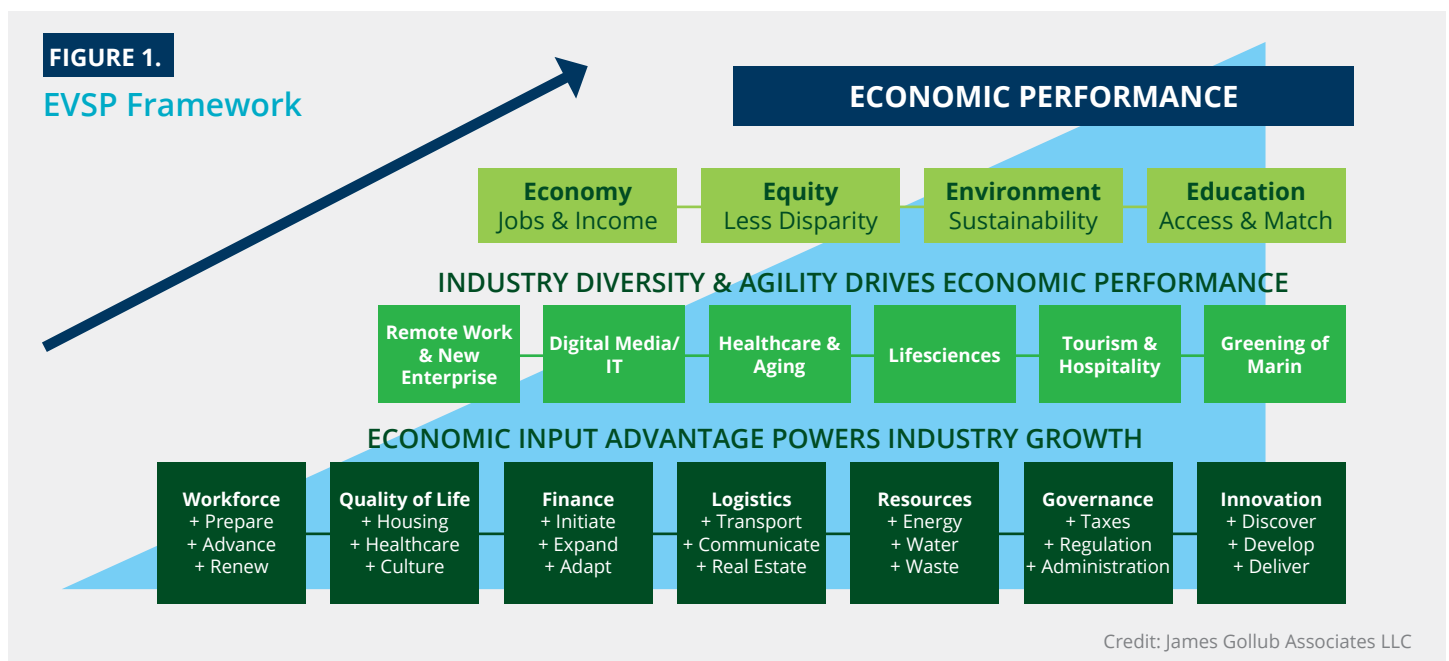 FIGURE 1.
EVSP Framework
ECONOMIC PERFORMANCE
Economy
Jobs & Income
Equity
Less Disparity
Environment
Sustainability
Education
Access & Match
INDUSTRY DIVERSITY & AGILITY DRIVES ECONOMIC PERFORMANCE
Remote Work
& New
Enterprise
Digital Media/
IT
Healthcare &
Aging
Lifesciences
Tourism &
Hospitality
Greening of
Marin
ECONOMIC INPUT ADVANTAGE POWERS INDUSTRY GROWTH
Workforce
+ Prepare
+ Advance
+ Renew
Quality of Life
+ Housing
+ Healthcare
+ Culture
Finance
+ Initiate
+ Expand
+ Adapt
Logistics
+ Transport
+ Communicate
+ Real Estate
Resources
+ Energy
+ Water
+ Waste
Governance
+ Taxes
+ Regulation
+ Administration
Innovation
+ Discover
+ Develop
+ Deliver
Credit: James Gollub Associates LLC